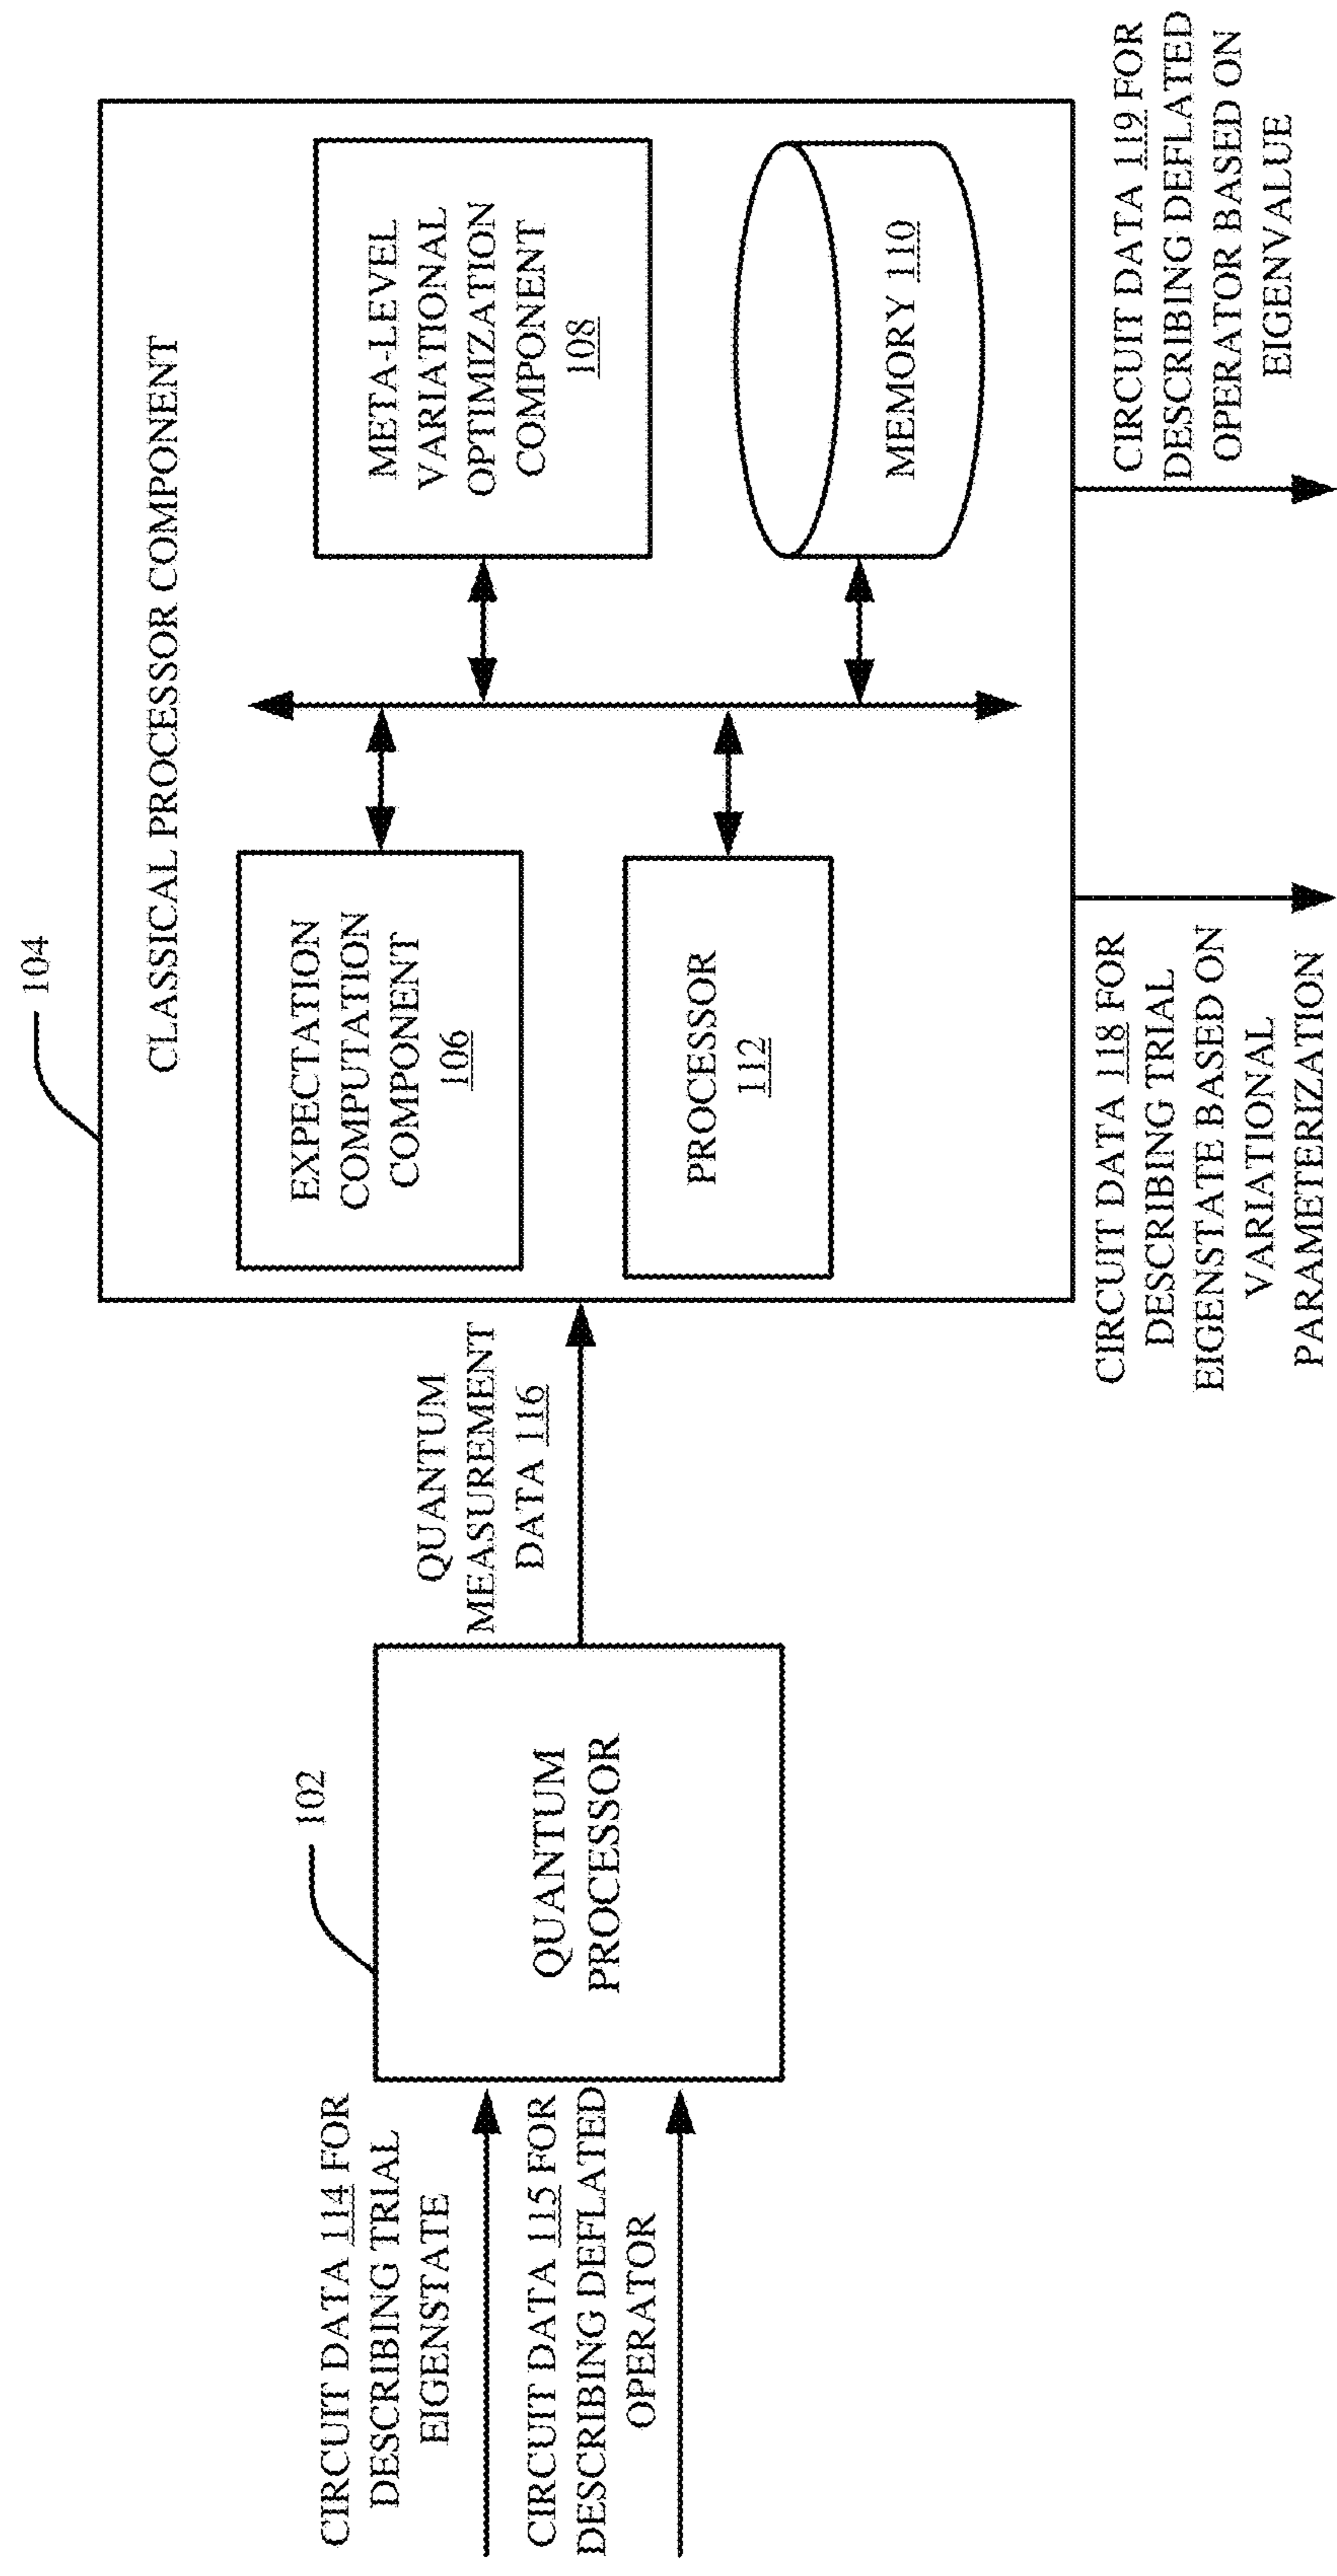 CIRCUIT DATA 114 FOR
DESCRIBING TRIAL
EIGENSTATE
CIRCUIT DATA 115 FOR
DESCRIBING DEFLATED
OPERATOR
102
QUANTUM
PROCESSOR
QUANTUM
MEASUREMENT
DATA 116
104
CLASSICAL PROCESSOR COMPONENT
EXPECTATION
COMPUTATION
COMPONENT
106
META-LEVEL
VARIATIONAL
OPTIMIZATION
COMPONENT
108
PROCESSOR
112
MEMORY 110
CIRCUIT DATA 118 FOR
DESCRIBING TRIAL
EIGENSTATE BASED ON
VARIATIONAL
PARAMETERIZATION
CIRCUIT DATA 119 FOR
DESCRIBING DEFLATED
OPERATOR BASED ON
EIGENVALUE